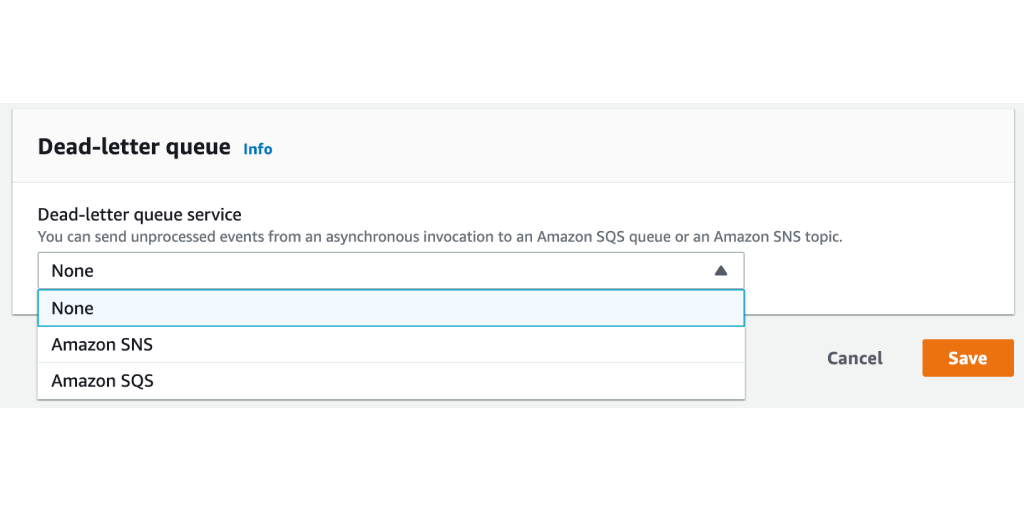 Dead-letter queue Info
Dead-letter queue service
You can send unprocessed events from an asynchronous invocation to an Amazon SQS queue or an Amazon SNS topic.
None
None
Amazon SNS
Amazon SQS
Cancel Save